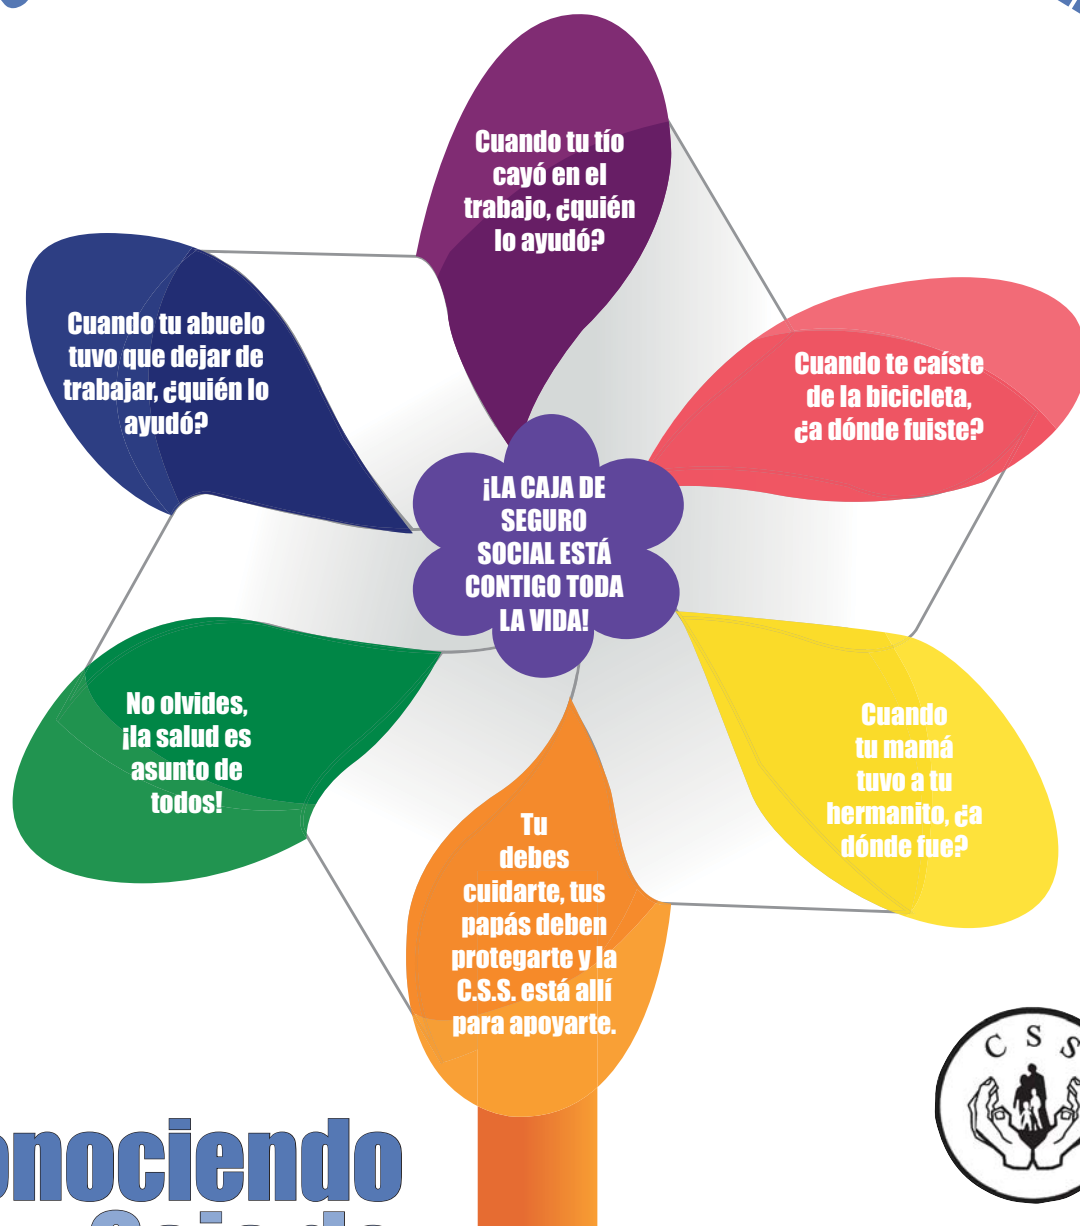 Cuando tu tío
cayó en el
trabajo, ¿quién
lo ayudó?
Cuando tu abuelo
tuvo que dejar de
trabajar, ¿quién lo
ayudó?
Cuando te caíste
de la bicicleta,
¿a dónde fuiste?
¡LA CAJA DE
SEGURO
SOCIAL ESTÁ
CONTIGO TODA
LA VIDA!
No olvides,
¡la salud es
asunto de
todos!
Cuando
tu mamá
tuvo a tu
hermanito, ¿a
dónde fue?
Tu
debes
cuidarte, tus
papás deben
protegarte y la
C.S.S. está allí
para apoyarte.
C S S
onociendo
Caja de